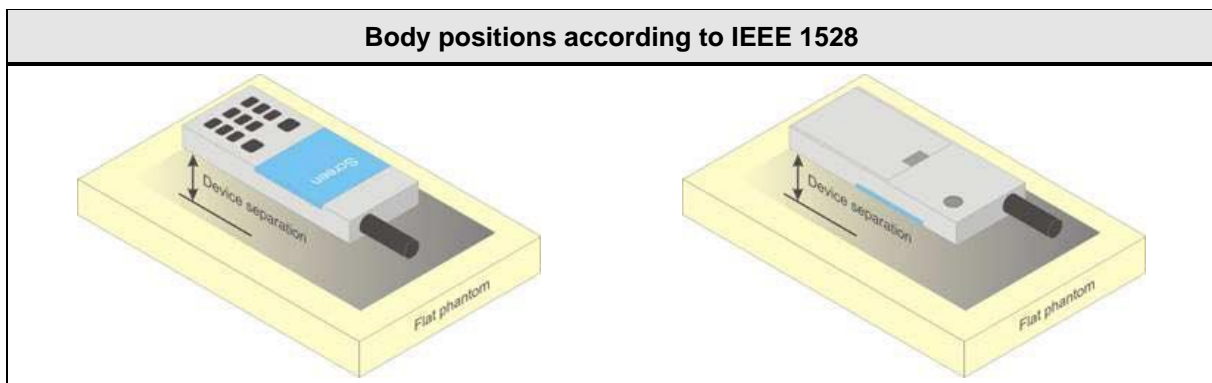 Body positions according to IEEE 1528
Screen
Device separation
Flat phantom
Device separation
Flat phantom